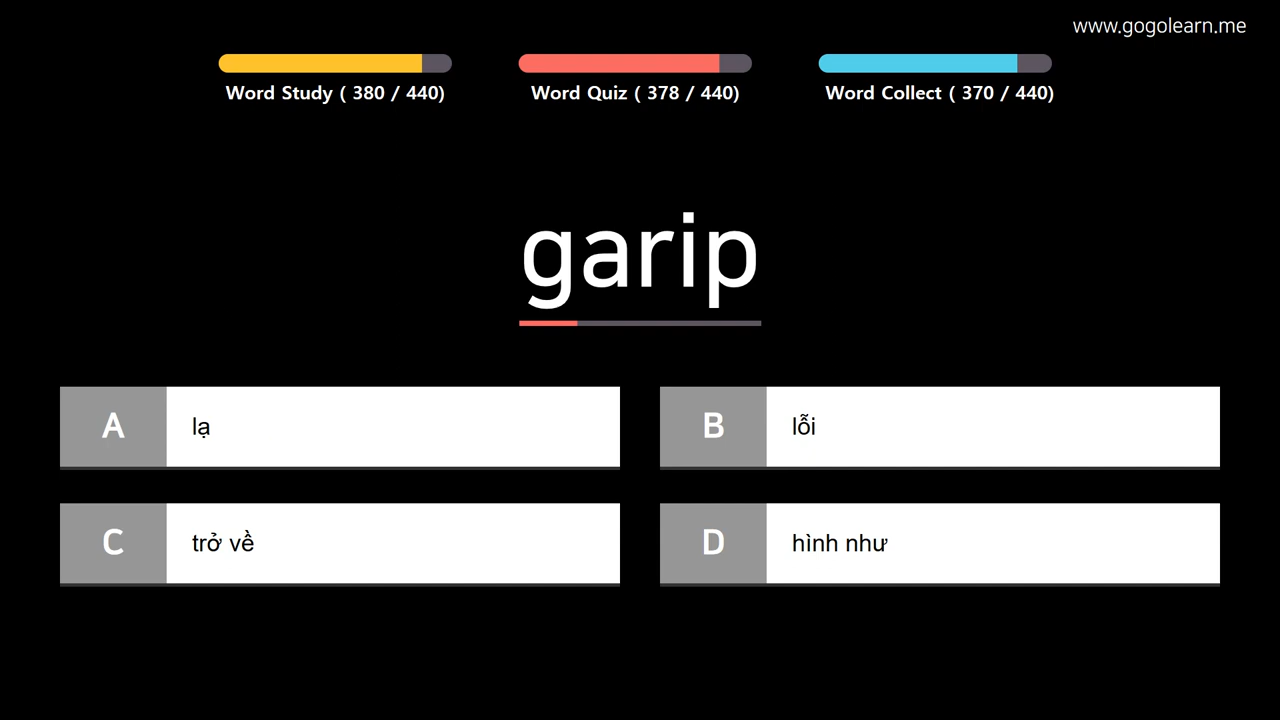 www.gogolearn.me
Word Study ( 380 / 440)
Word Quiz ( 378 / 440)
Word Collect ( 370 / 440)
garip
A lạ
B lỗi
C trở về
D hình như